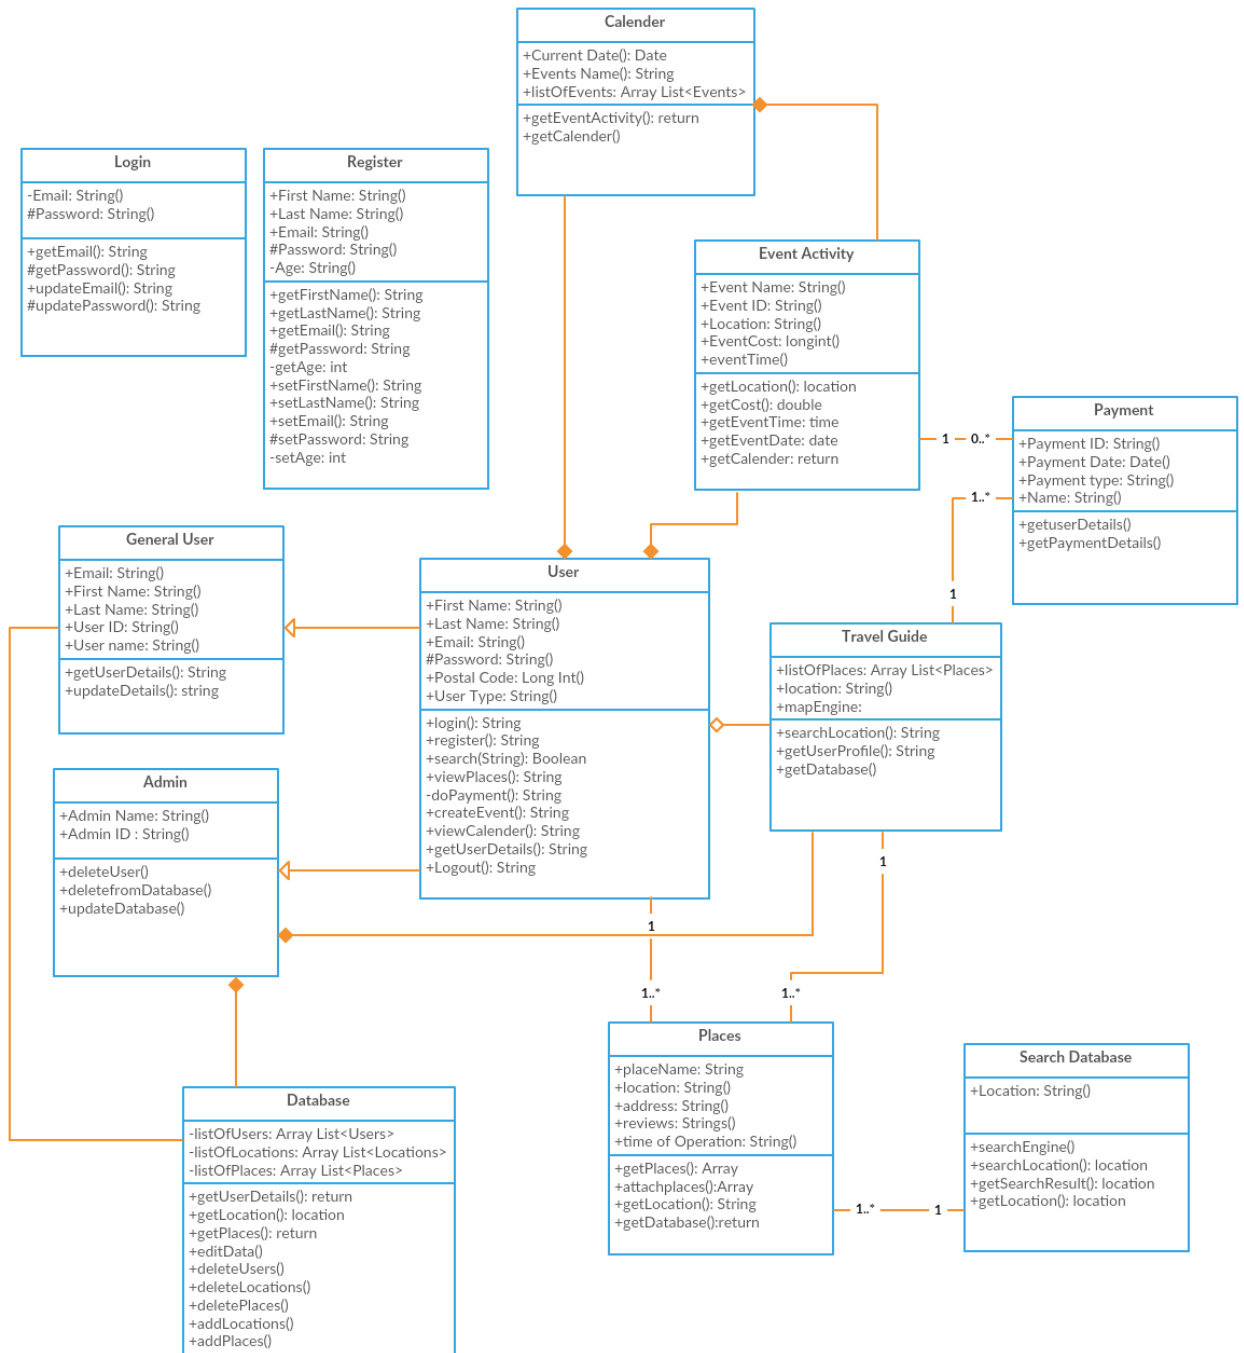 Calender
+Current Date(): Date
+Events Name(): String
+listOfEvents: Array List<Events>
+getEventActivity(): return
+getCalender()
Login
-Email: String()
#Password: String()
+getEmail(): String
#getPassword(): String
+updateEmail(): String
#updatePassword(): String
Register
+First Name: String()
+Last Name: String()
+Email: String()
#Password: String()
-Age: String()
+getFirstName(): String
+getLastName(): String
+getEmail(): String
#getPassword: String
-getAge: int
+setFirstName(): String
+setLastName(): String
+setEmail(): String
#setPassword: String
-setAge: int
Event Activity
+Event Name: String()
+Event ID: String()
+Location: String()
+EventCost: longint()
+eventTime()
+getLocation(): location
+getCost(): double
+getEventTime: time
+getEventDate: date
+getCalender: return
1
0..*
Payment
+Payment ID: String()
+Payment Date: Date()
+Payment type: String()
+Name: String()
+getuserDetails()
+getPaymentDetails()
1..*
1
General User
+Email: String()
+First Name: String()
+Last Name: String()
+User ID: String()
+User name: String()
+getUserDetails(): String
+updateDetails(): string
User
+First Name: String()
+Last Name: String()
+Email: String()
#Password: String()
+Postal Code: Long Int()
+User Type: String()
+login(): String
+register(): String
+search(String): Boolean
+viewPlaces(): String
-doPayment(): String
+createEvent(): String
+viewCalender(): String
+getUserDetails(): String
+Logout(): String
Travel Guide
+listOfPlaces: Array List<Places>
+location: String()
+mapEngine:
+searchLocation(): String
+getUserProfile(): String
+getDatabase()
Admin
+Admin Name: String()
+Admin ID : String()
+deleteUser()
+deletefromDatabase()
+updateDatabase()
1
1
1..*
1..*
Places
+placeName: String
+location: String()
+address: String()
+reviews: Strings()
+time of Operation: String()
+getPlaces(): Array
+attachplaces():Array
+getLocation(): String
+getDatabase():return
1..*
1
Search Database
+Location: String()
+searchEngine()
+searchLocation(): location
+getSearchResult(): location
+getLocation(): location
Database
-listOfUsers: Array List<Users>
-listOfLocations: Array List<Locations>
-listOfPlaces: Array List<Places>
+getUserDetails(): return
+getLocation(): location
+getPlaces(): return
+editData()
+deleteUsers()
+deleteLocations()
+deletePlaces()
+addLocations()
+addPlaces()